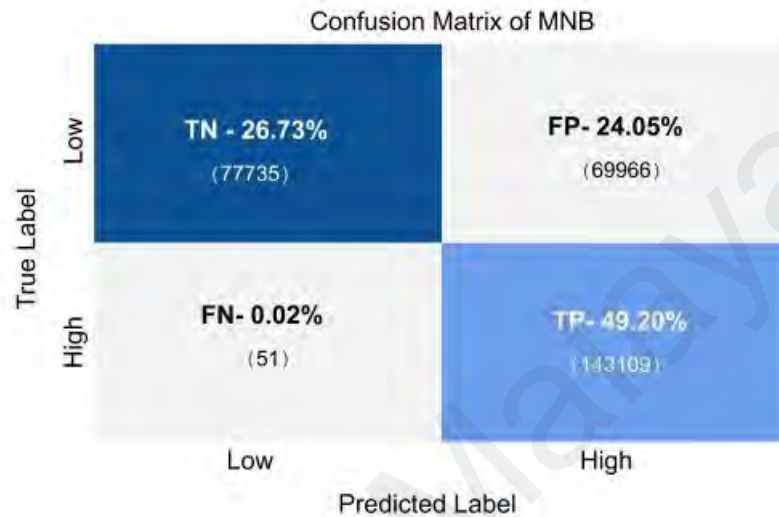 Confusion Matrix of MNB
TN - 26.73%
(77735)
FP- 24.05%
(69966)
FN- 0.02%
(51)
TP- 49.20%
(143109)
True Label
Low
High
Low
High
Predicted Label
Malaya